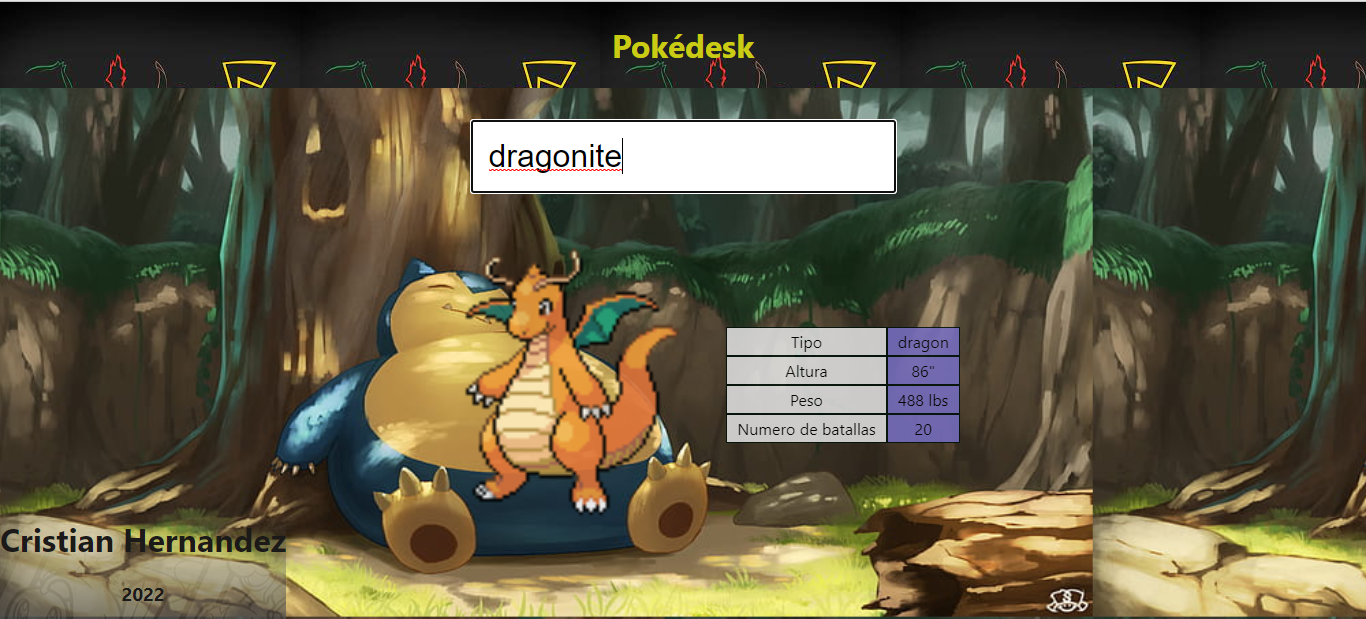 Pokédesk
dragonite
Tipo dragon
Altura 86"
Peso 488 lbs
Numero de batallas 20
Cristian Hernandez
2022